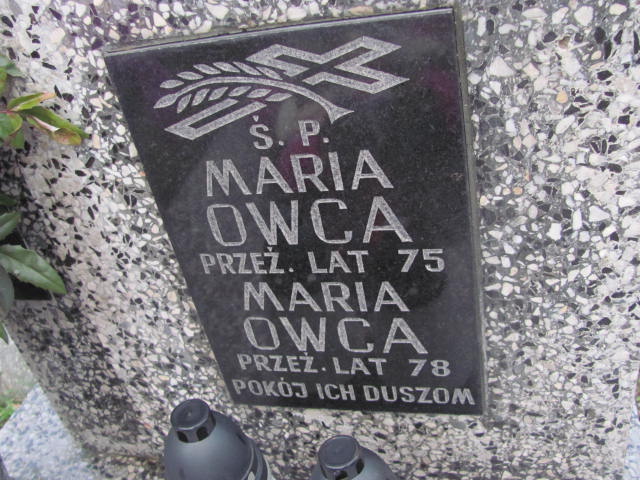 Ś. P.
MARIA
OWCA
PRZEŻ. LAT 75
MARIA
OWCA
PRZEŻ. LAT 78
POKÓJ ICH DUSZOM